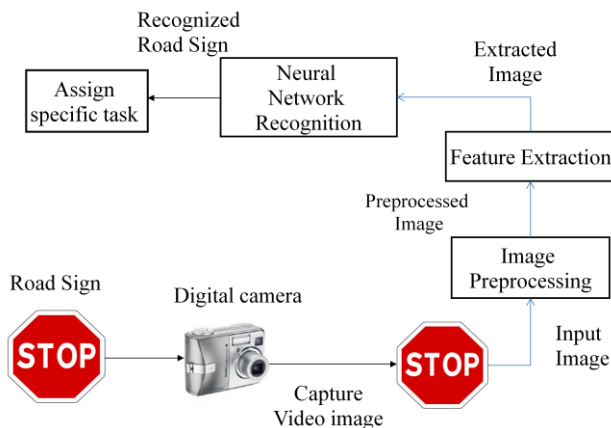 Recognized
Road Sign
Extracted
Image
Assign
specific task
Neural
Network
Recognition
Feature Extraction
Preprocessed
Image
Image
Preprocessing
Road Sign
Digital camera
STOP
STOP
Input
Image
Capture
Video image